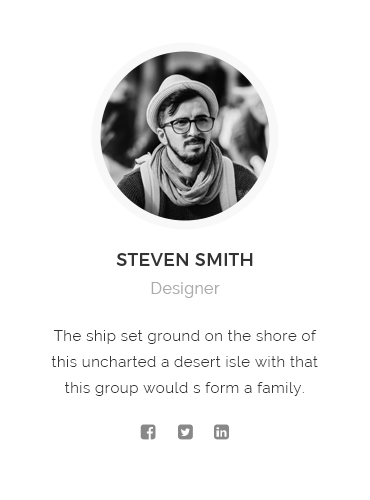 STEVEN SMITH
Designer
The ship set ground on the shore of
this uncharted a desert isle with that
this group would s form a family.